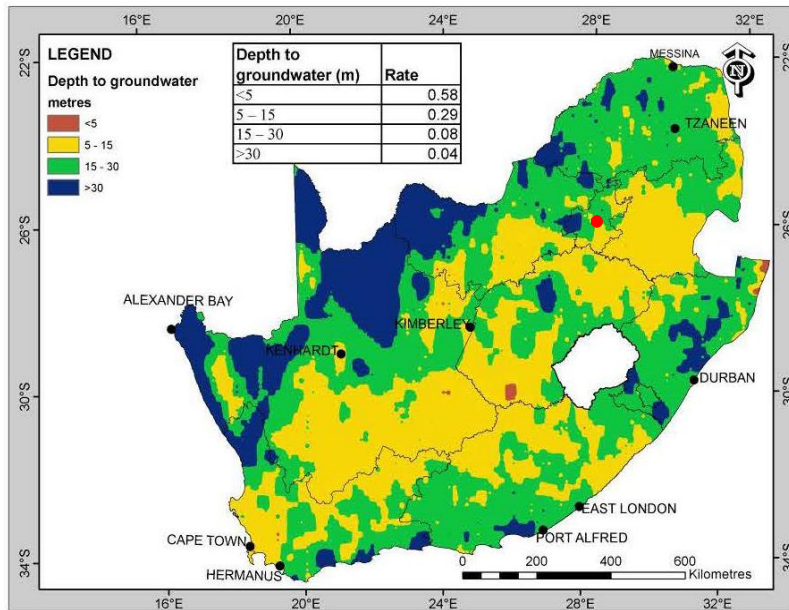 16°E 20°E 24°E 28°E 32°E
LEGEND
Depth to groundwater
metres
<5
5 - 15
15 - 30
>30
Depth to
groundwater (m) Rate
<5 0.58
5 – 15 0.29
15 – 30 0.08
>30 0.04
N
22°S 22°S
MESSINA
TZANEEN
26°S 26°S
ALEXANDER BAY
KIMBERLEY
KENHARDT
DURBAN
30°S 30°S
EAST LONDON
CAPE TOWN
PORT ALFRED
34°S 34°S
HERMANUS
0 200 400 600
Kilometres
16°E 20°E 24°E 28°E 32°E